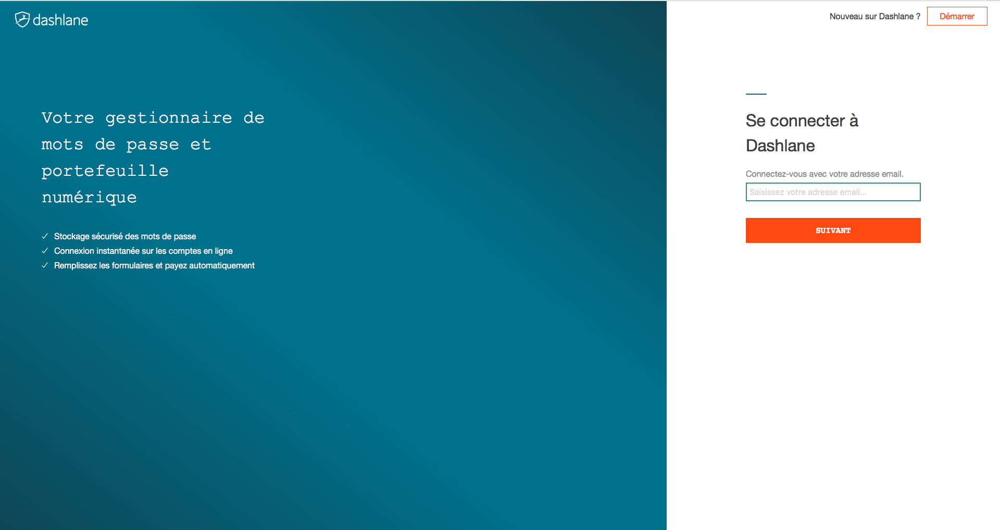 dashlane
Nouveau sur Dashlane ?
Démarrer
Votre gestionnaire de
mots de passe et
portefeuille
numérique
Stockage sécurisé des mots de passe
Connexion instantanée sur les comptes en ligne
Remplissez les formulaires et payez automatiquement
Se connecter à
Dashlane
Connectez-vous avec votre adresse email.
Saisissez votre adresse email...
SUIVANT